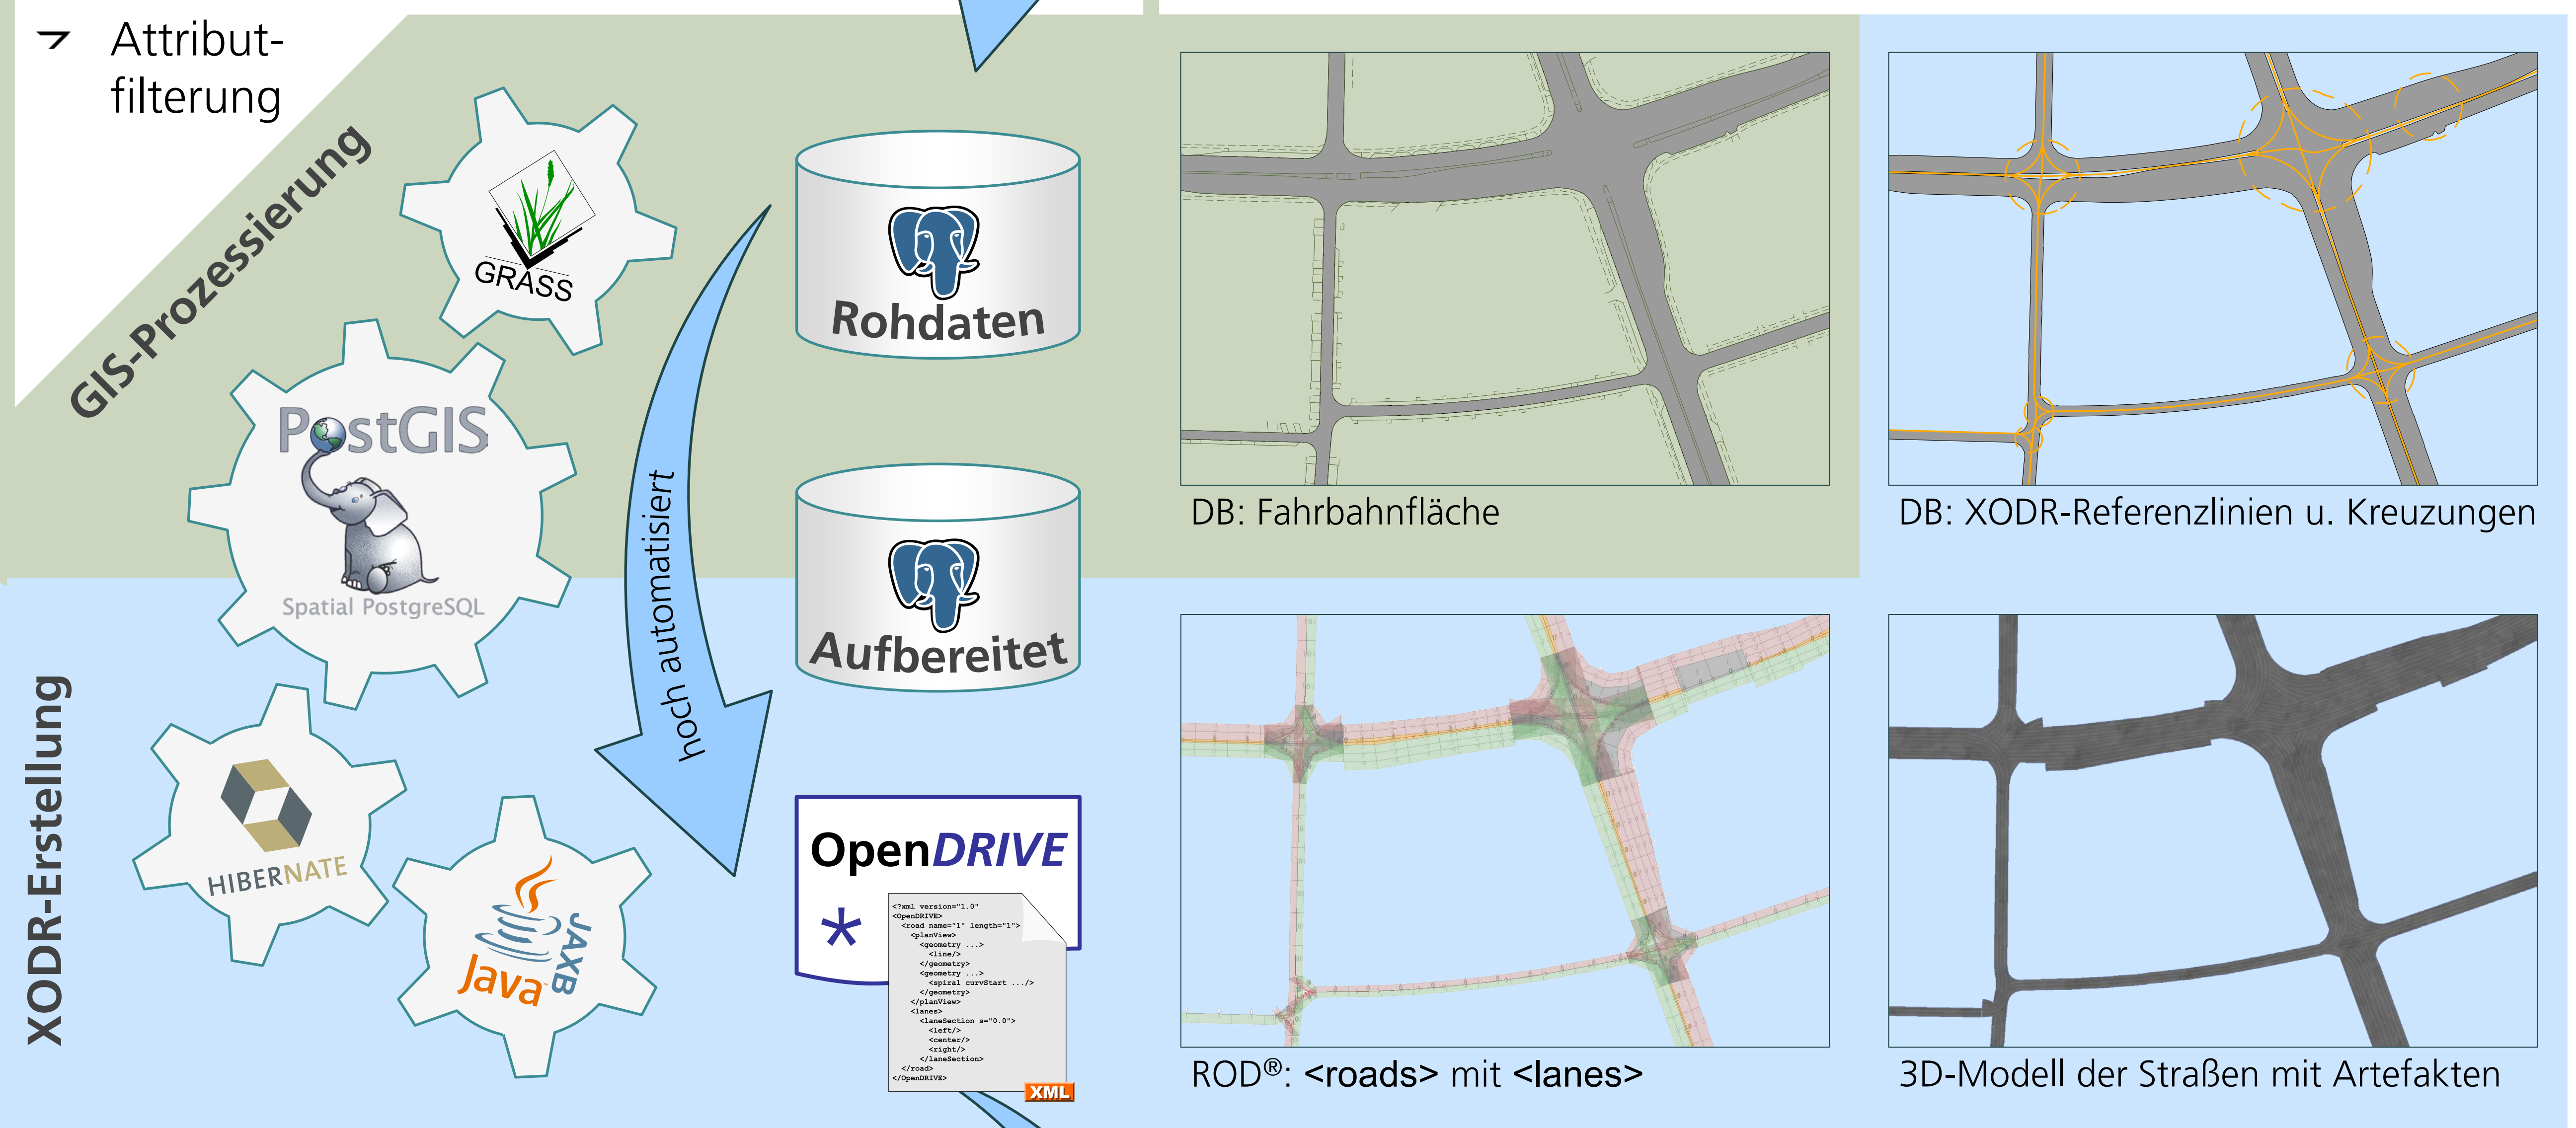 Attribut-
filterung
GIS-Prozessierung
GRASS
PostGIS
Spatial PostgreSQL
hoch automatisiert
Rohdaten
Aufbereitet
DB: Fahrbahnfläche
DB: XODR-Referenzlinien u. Kreuzungen
XODR-Erstellung
HIBERNATE
Java™
JAXB
OpenDRIVE
*
<?xml version="1.0"
<OpenDRIVE>
<road name="1" length="1">
<planView>
<geometry ...>
<line/>
</geometry>
<geometry ...>
<spiral curvStart .../>
</geometry>
</planView>
<lanes>
<laneSection s="0.0">
<left/>
<center/>
<right/>
</laneSection>
</road>
</OpenDRIVE>
XML
ROD®: <roads> mit <lanes>
3D-Modell der Straßen mit Artefakten